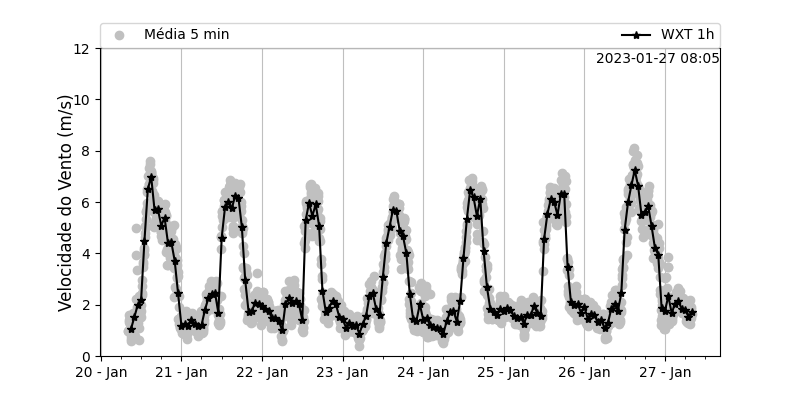 Média 5 min
WXT 1h
2023-01-27 08:05
Velocidade do Vento (m/s)
12
10
8
6
4
2
0
20 - Jan
21 - Jan
22 - Jan
23 - Jan
24 - Jan
25 - Jan
26 - Jan
27 - Jan